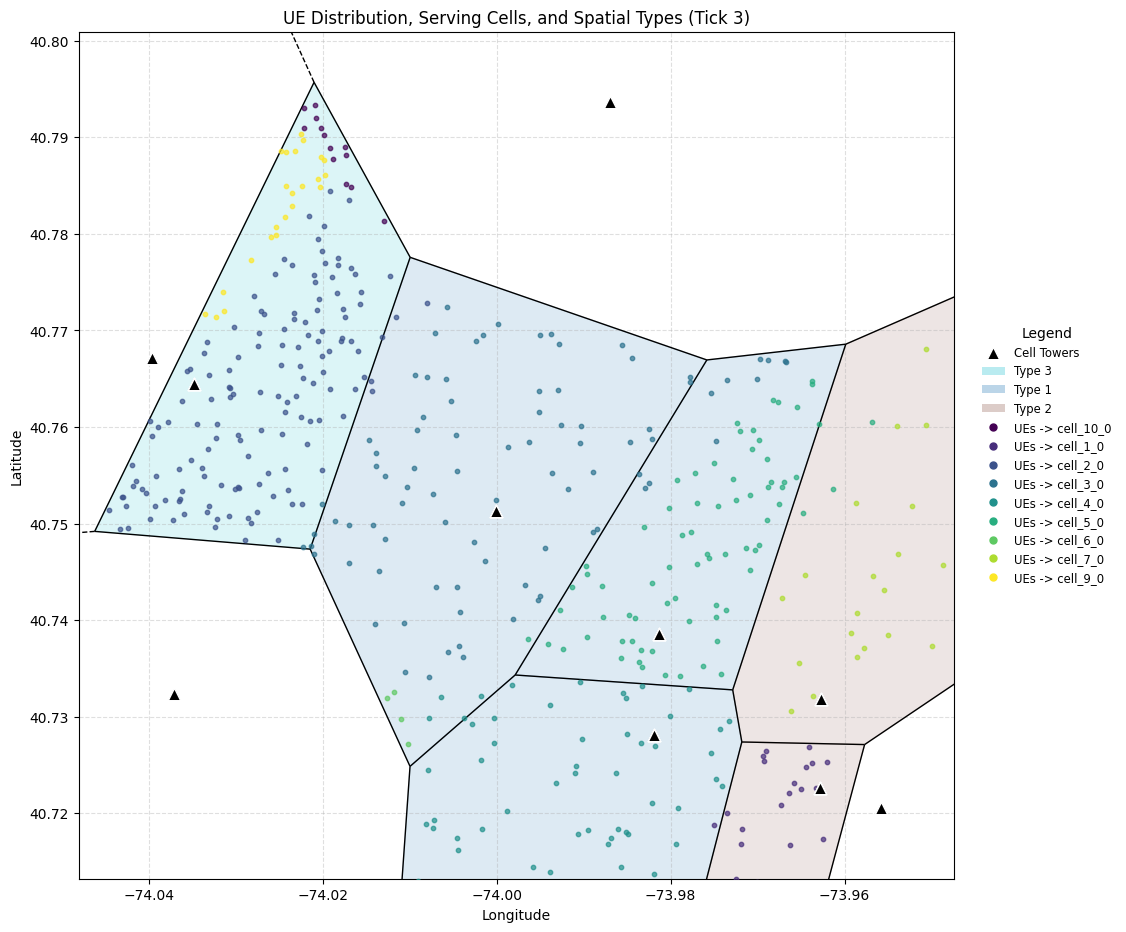 UE Distribution, Serving Cells, and Spatial Types (Tick 3)
40.80
40.79
40.78
40.77
40.76
40.75
40.74
40.73
40.72
Latitude
−74.04
−74.02
−74.00
−73.98
−73.96
Longitude
Legend
Cell Towers
Type 3
Type 1
Type 2
UEs -> cell_10_0
UEs -> cell_1_0
UEs -> cell_2_0
UEs -> cell_3_0
UEs -> cell_4_0
UEs -> cell_5_0
UEs -> cell_6_0
UEs -> cell_7_0
UEs -> cell_9_0